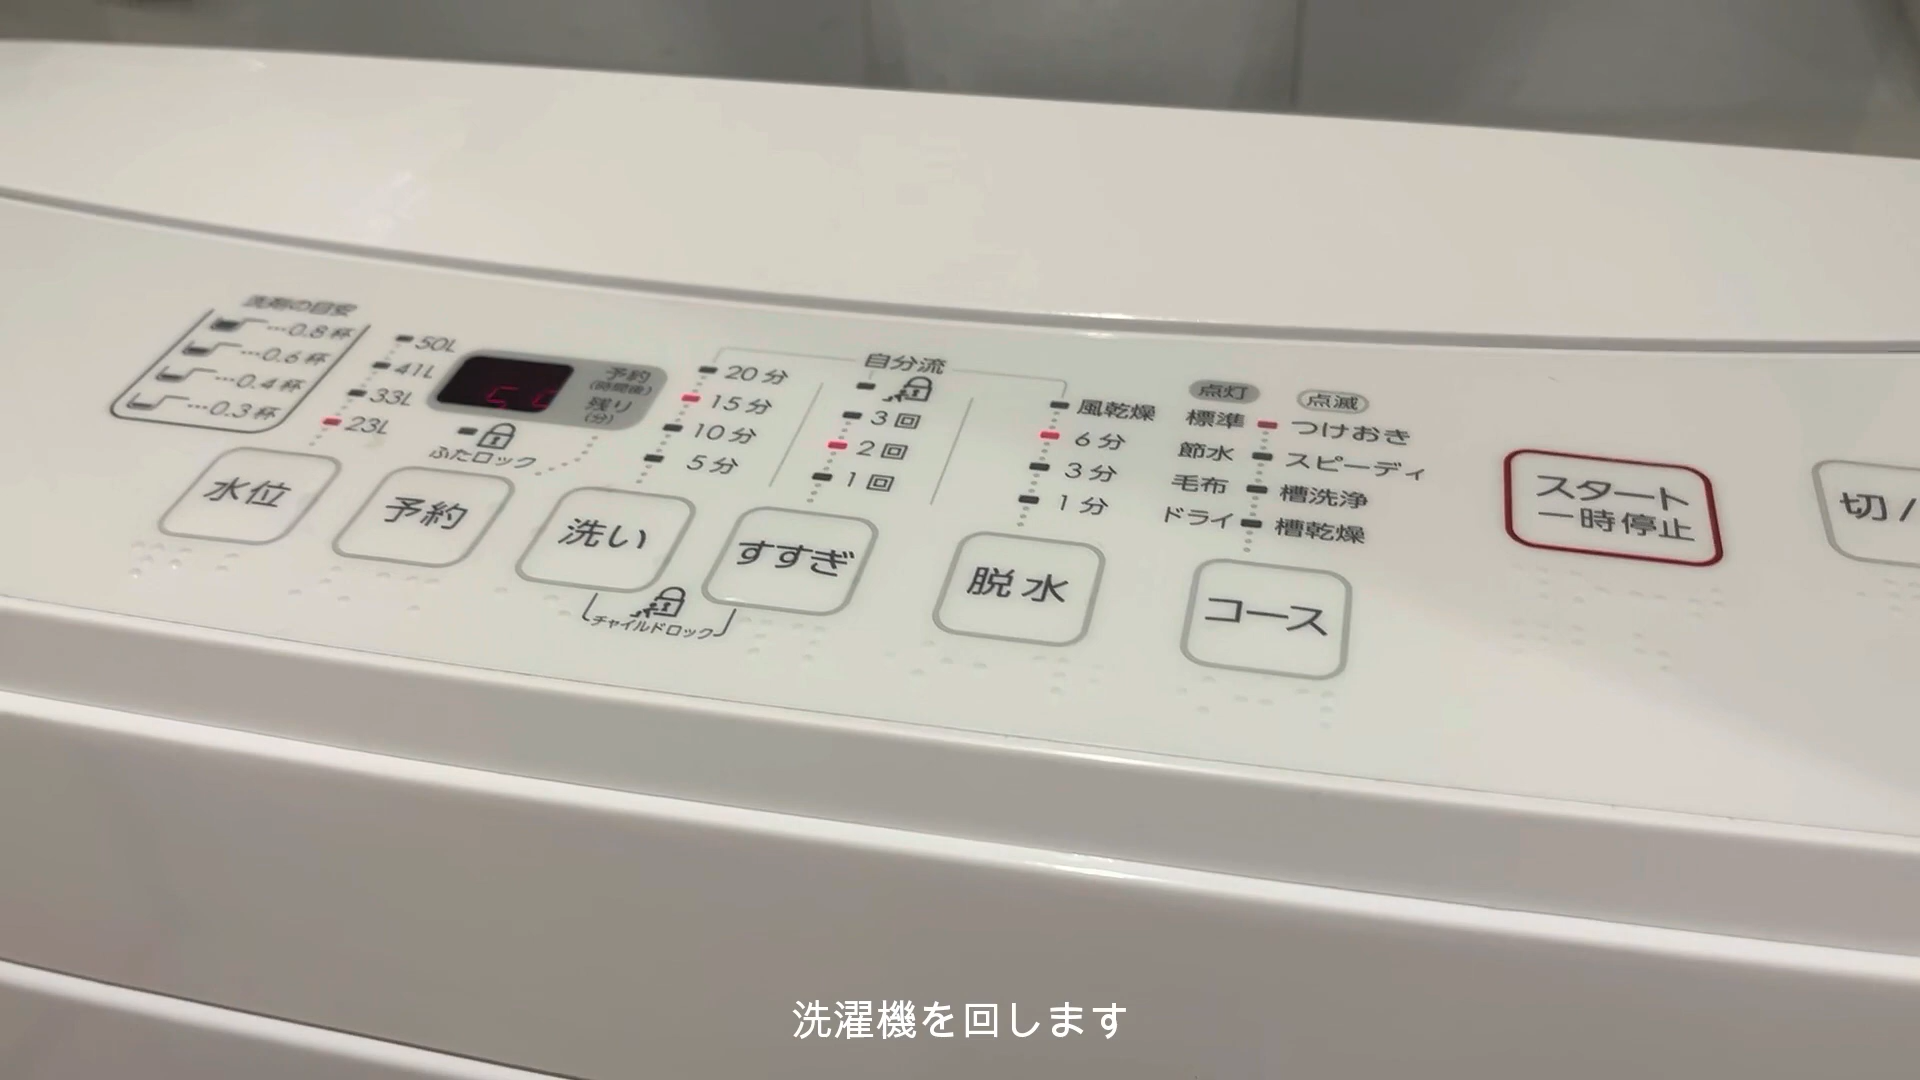 洗剤の目安
0.8杯
0.6杯
0.4杯
0.3杯
50L
41L
33L
23L
水位
予約
(時間後)
残り
(分)
ふたロック
予約
20分
15分
10分
5分
洗い
自分流
3回
2回
1回
すすぎ
チャイルドロック
風乾燥
6分
3分
1分
脱水
点灯 点滅
標準 つけおき
節水 スピーディ
毛布 槽洗浄
ドライ 槽乾燥
コース
スタート
一時停止
切/
洗濯機を回します